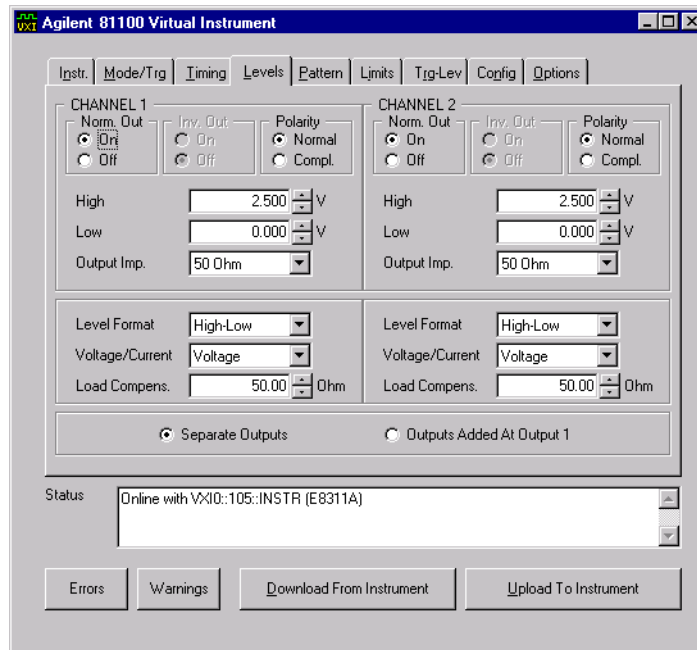 Agilent 81100 Virtual Instrument
Instr. Mode/Trg Timing Levels Pattern Limits Trg-Lev Config Options
CHANNEL 1 CHANNEL 2
Norm. Out Inv. Out Polarity Norm. Out Inv. Out Polarity
On On Normal On On Normal
Off Off Compl. Off Off Compl.
High 2.500 V High 2.500 V
Low 0.000 V Low 0.000 V
Output Imp. 50 Ohm Output Imp. 50 Ohm
Level Format High-Low Level Format High-Low
Voltage/Current Voltage Voltage/Current Voltage
Load Compens. 50.00 Ohm Load Compens. 50.00 Ohm
Separate Outputs Outputs Added At Output 1
Status Online with VXI0::105::INSTR (E8311A)
Errors Warnings Download From Instrument Upload To Instrument